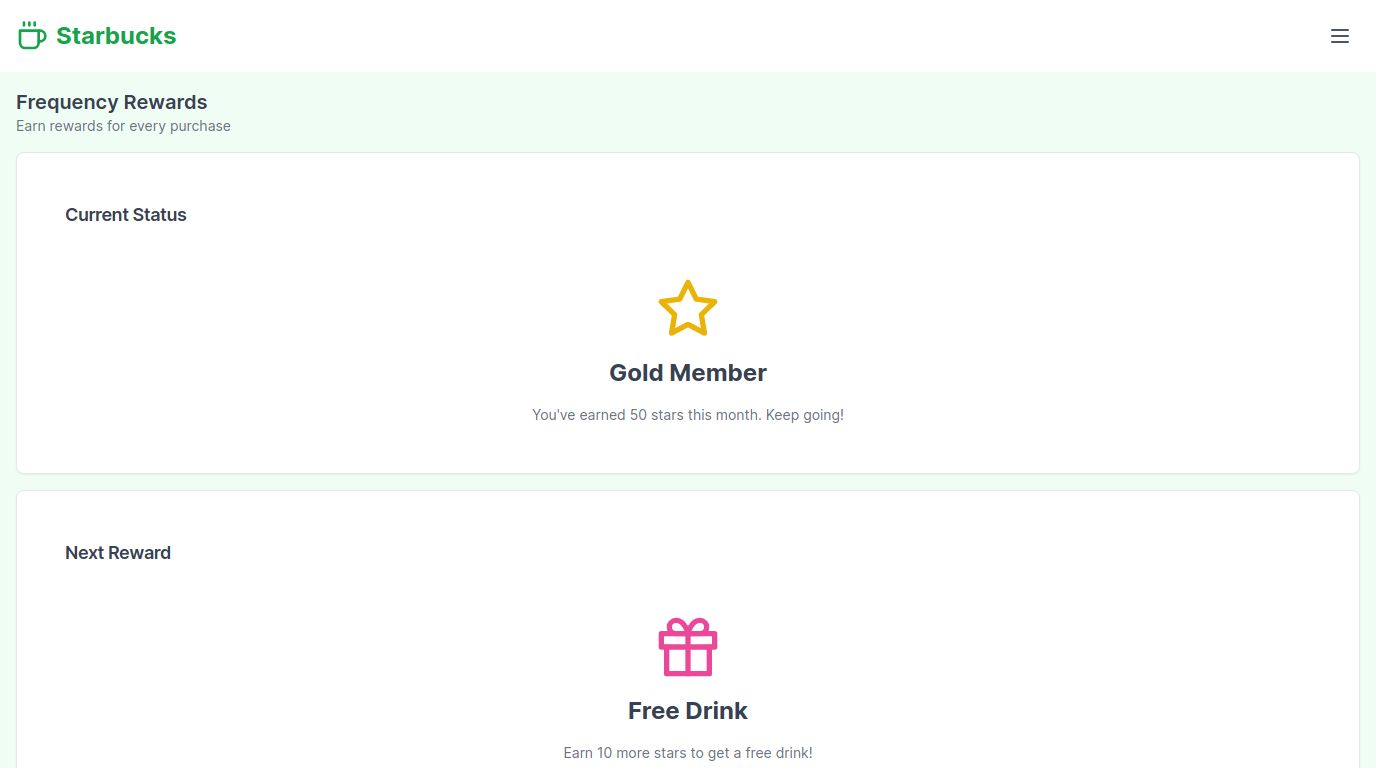 Starbucks
Frequency Rewards
Earn rewards for every purchase
Current Status
Gold Member
You've earned 50 stars this month. Keep going!
Next Reward
Free Drink
Earn 10 more stars to get a free drink!